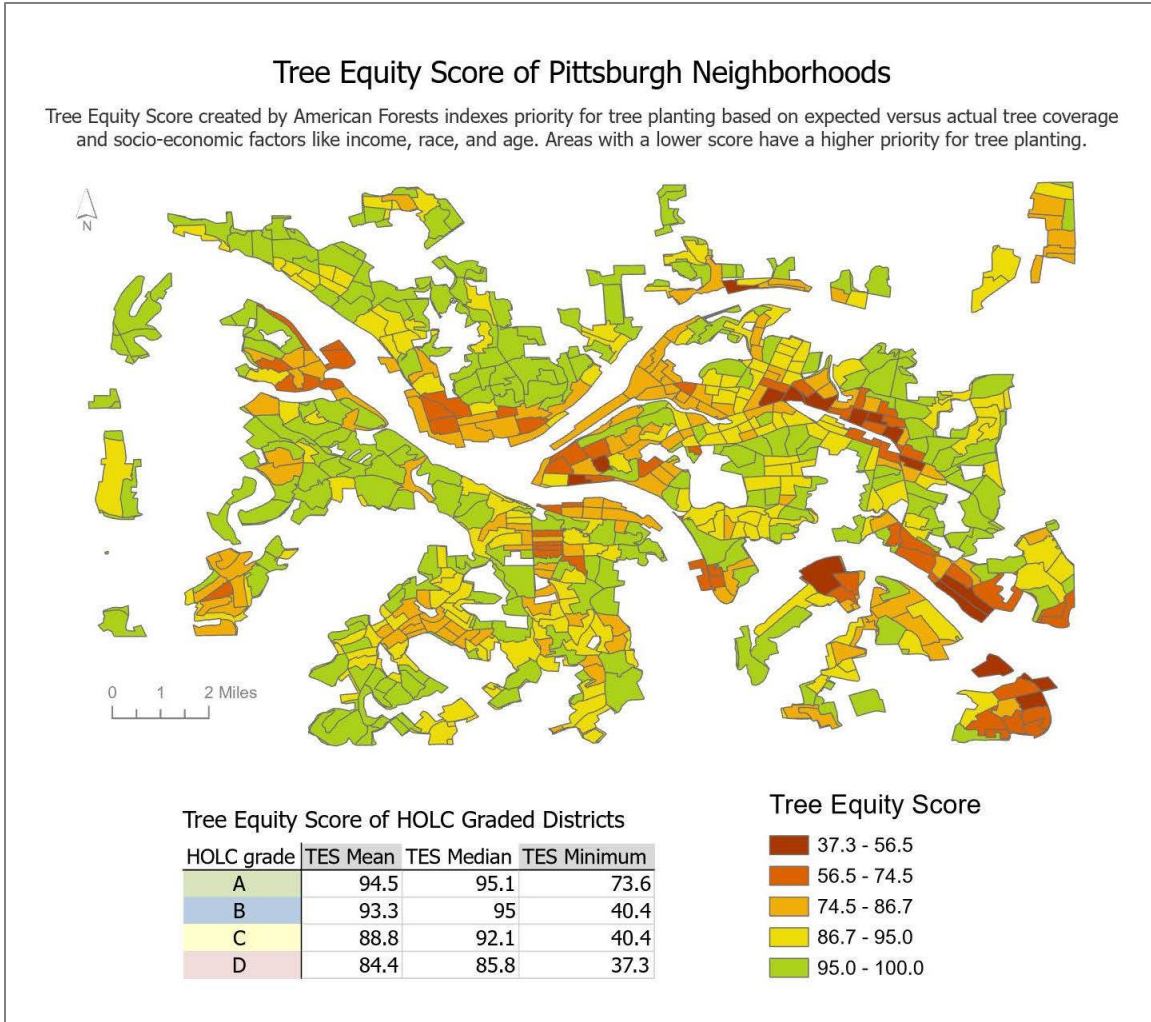 Tree Equity Score of Pittsburgh Neighborhoods
Tree Equity Score created by American Forests indexes priority for tree planting based on expected versus actual tree coverage
and socio-economic factors like income, race, and age. Areas with a lower score have a higher priority for tree planting.
N
0 1 2 Miles
Tree Equity Score of HOLC Graded Districts
HOLC grade TES Mean TES Median TES Minimum
A 94.5 95.1 73.6
B 93.3 95 40.4
C 88.8 92.1 40.4
D 84.4 85.8 37.3
Tree Equity Score
37.3 - 56.5
56.5 - 74.5
74.5 - 86.7
86.7 - 95.0
95.0 - 100.0